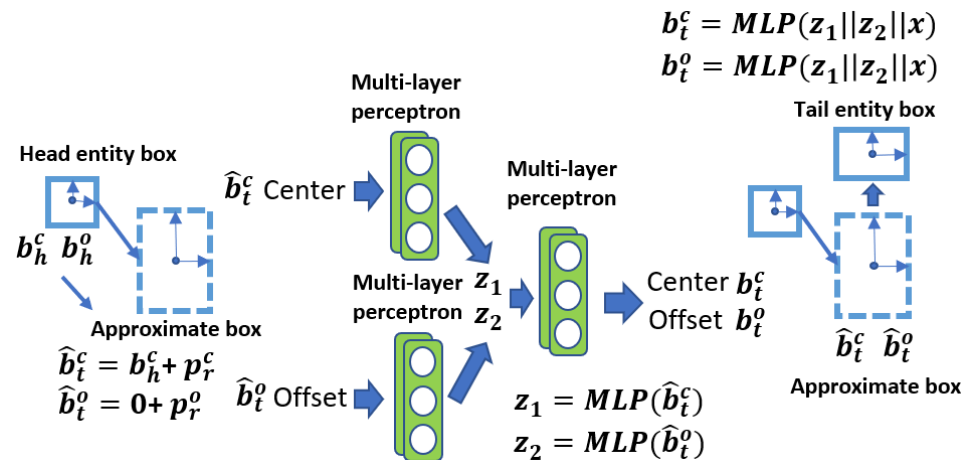 Head entity box
b_h^c b_h^o
Approximate box
b̂_t^c = b_h^c + p_r^c
b̂_t^o = 0 + p_r^o
Multi-layer
perceptron
b̂_t^c Center
Multi-layer
perceptron
b̂_t^o Offset
z_1
z_2
Multi-layer
perceptron
Center b_t^c
Offset b_t^o
z_1 = MLP(b̂_t^c)
z_2 = MLP(b̂_t^o)
b_t^c = MLP(z_1||z_2||x)
b_t^o = MLP(z_1||z_2||x)
Tail entity box
b̂_t^c b̂_t^o
Approximate box